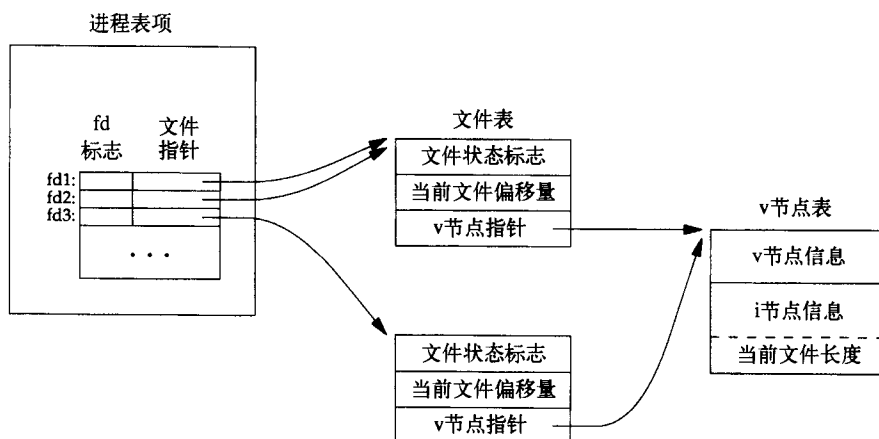 进程表项
fd
标志
文件
指针
fd1:
fd2:
fd3:
· · ·
文件表
文件状态标志
当前文件偏移量
v节点指针
文件状态标志
当前文件偏移量
v节点指针
v节点表
v节点信息
i节点信息
当前文件长度